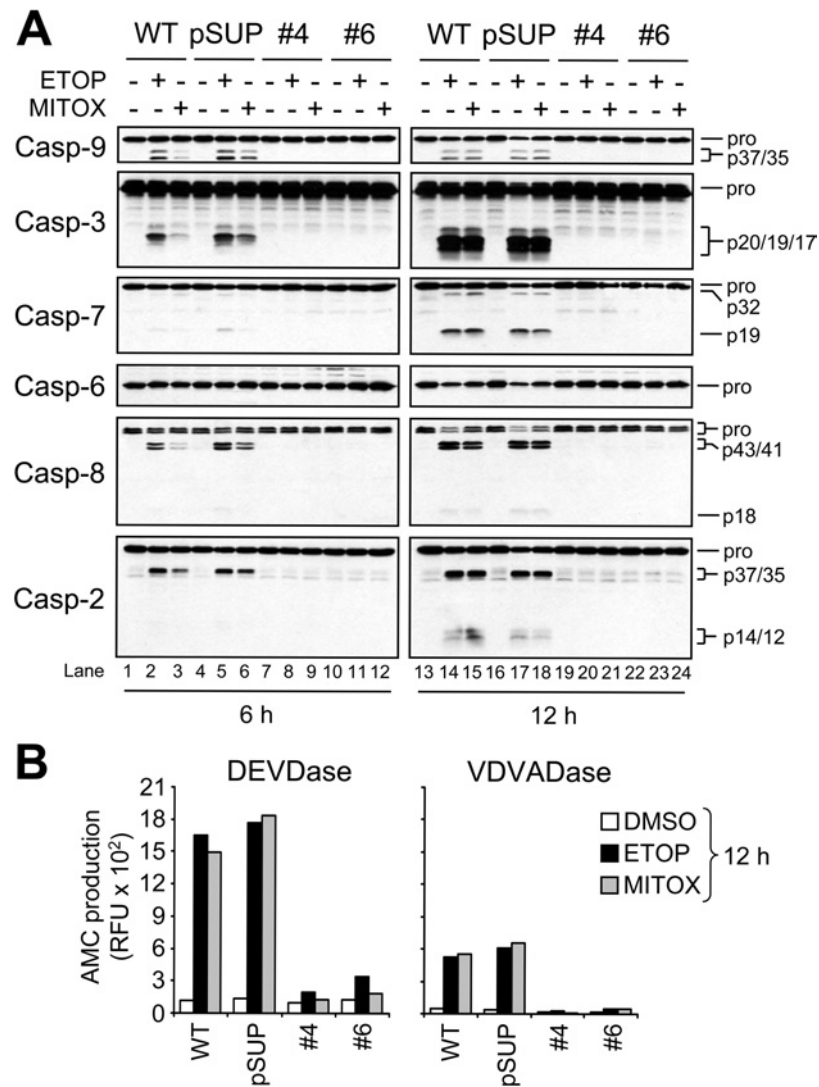 A
WT pSUP #4 #6 WT pSUP #4 #6
ETOP - + - - + - - + - - + - - + - - + - - + - - + -
MITOX - - + - - + - - + - - + - - + - - + - - + - - +
Casp-9 pro
p37/35
Casp-3 pro
p20/19/17
Casp-7 pro
p32
p19
Casp-6 pro
Casp-8 pro
p43/41
p18
Casp-2 pro
p37/35
p14/12
Lane 1 2 3 4 5 6 7 8 9 10 11 12 13 14 15 16 17 18 19 20 21 22 23 24
6 h 12 h
B
DEVDase VDVADase
AMC production
(RFU x 10²)
21
18
15
12
9
6
3
0
WT pSUP #4 #6 WT pSUP #4 #6
DMSO
ETOP
MITOX
12 h